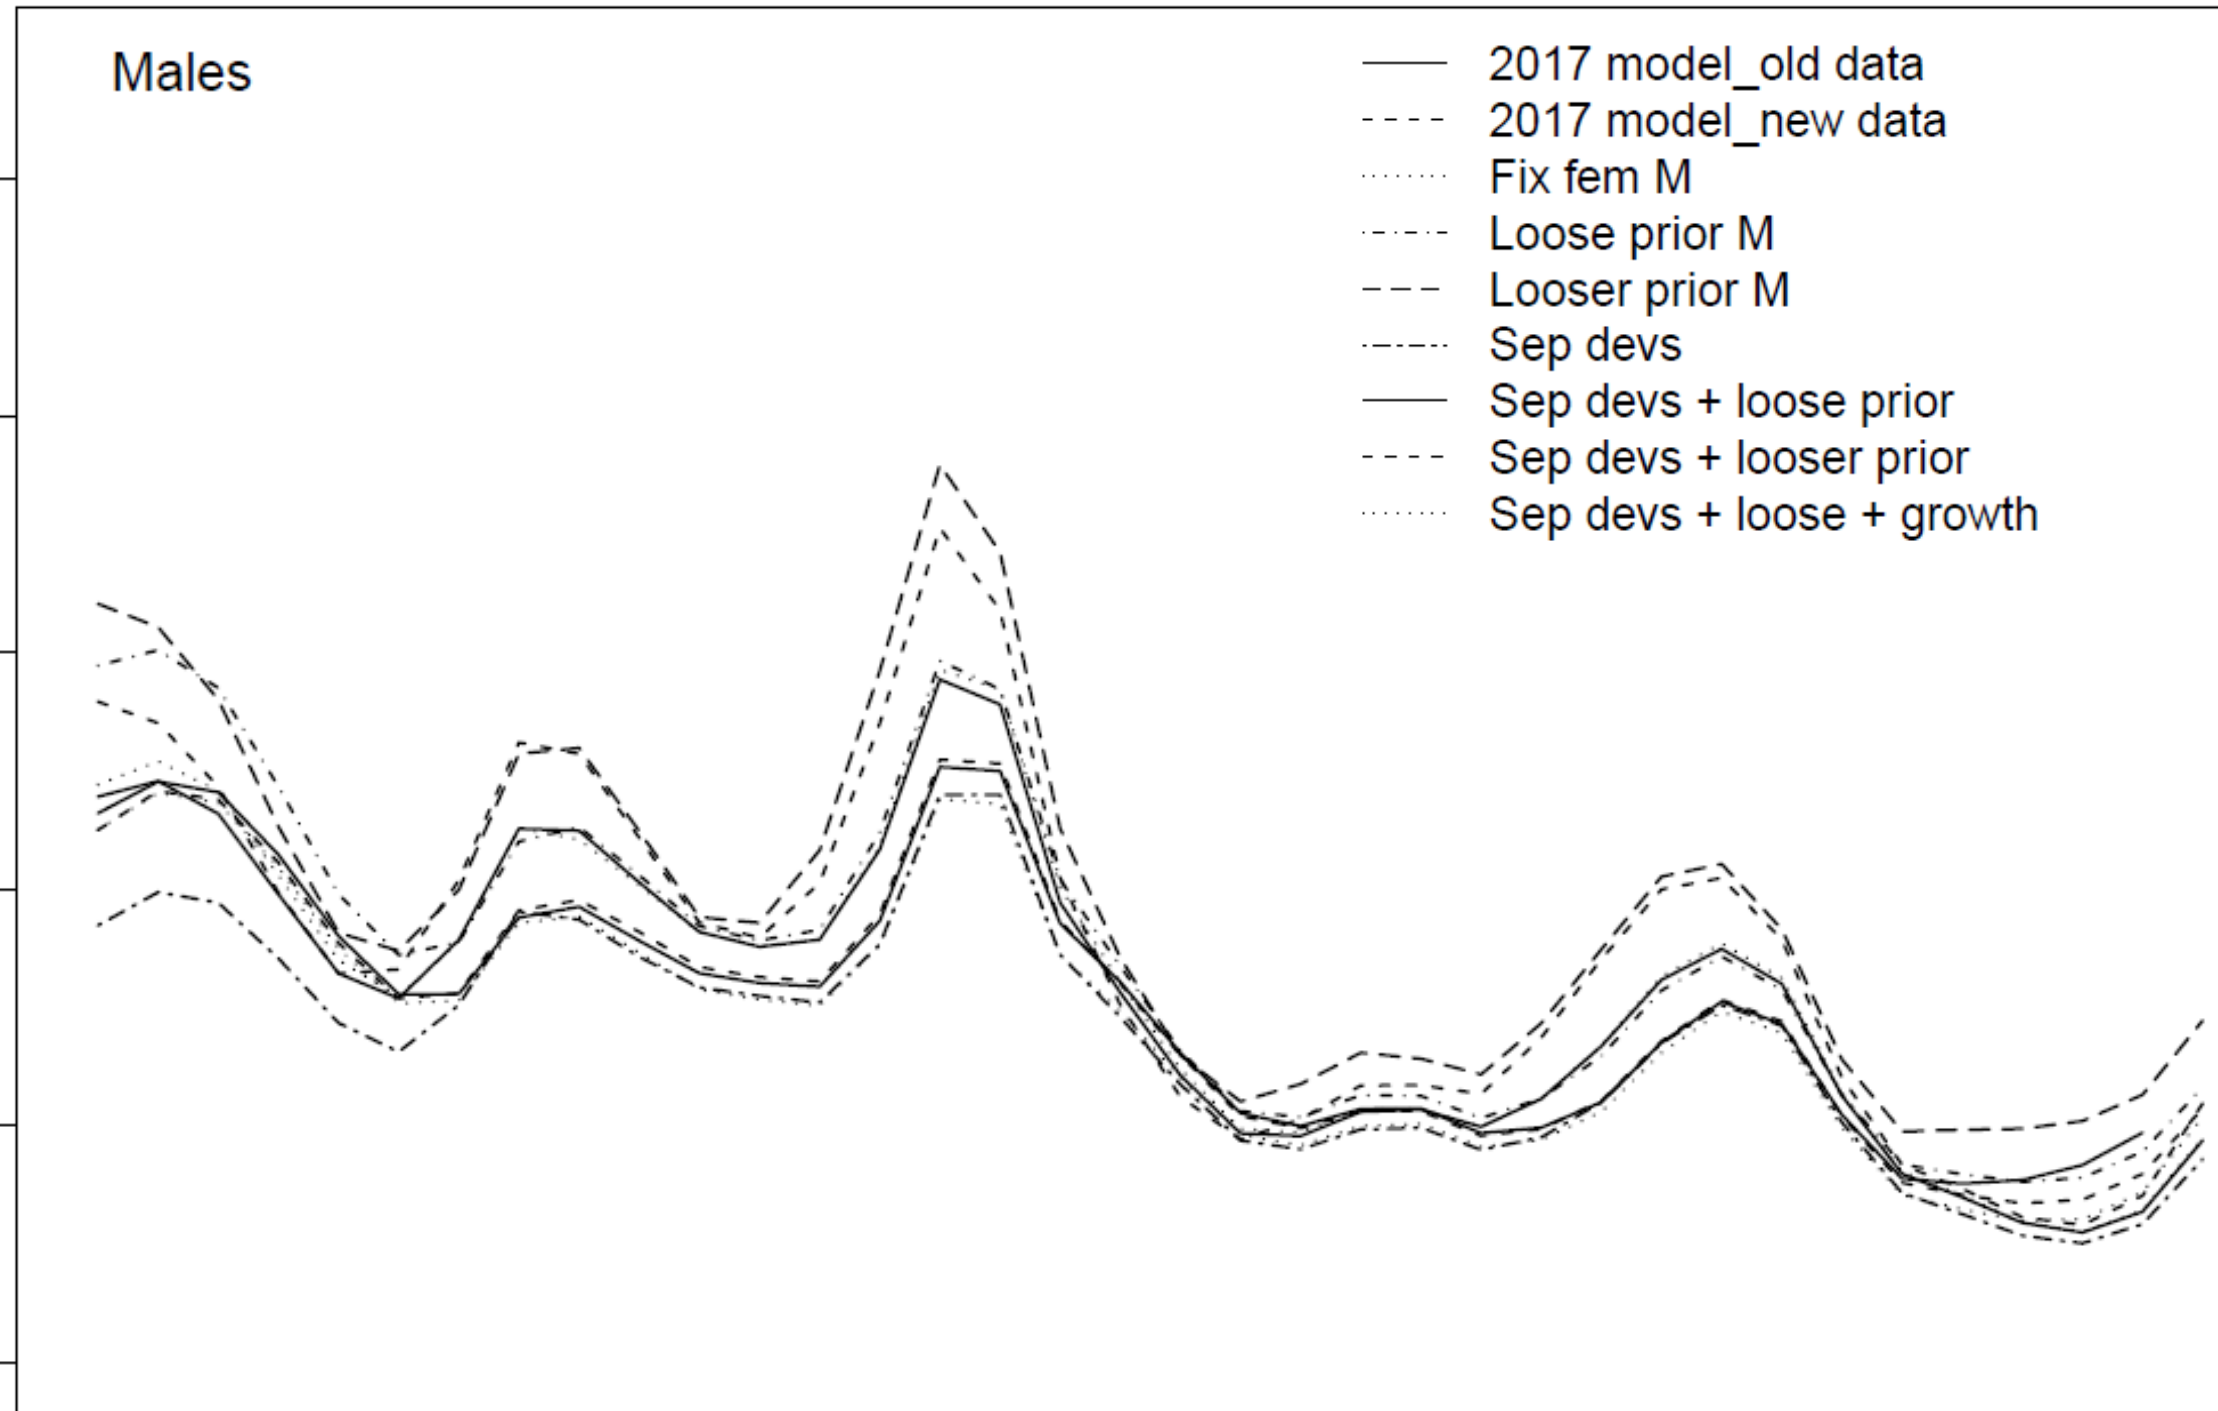 Males
2017 model_old data
2017 model_new data
Fix fem M
Loose prior M
Looser prior M
Sep devs
Sep devs + loose prior
Sep devs + looser prior
Sep devs + loose + growth